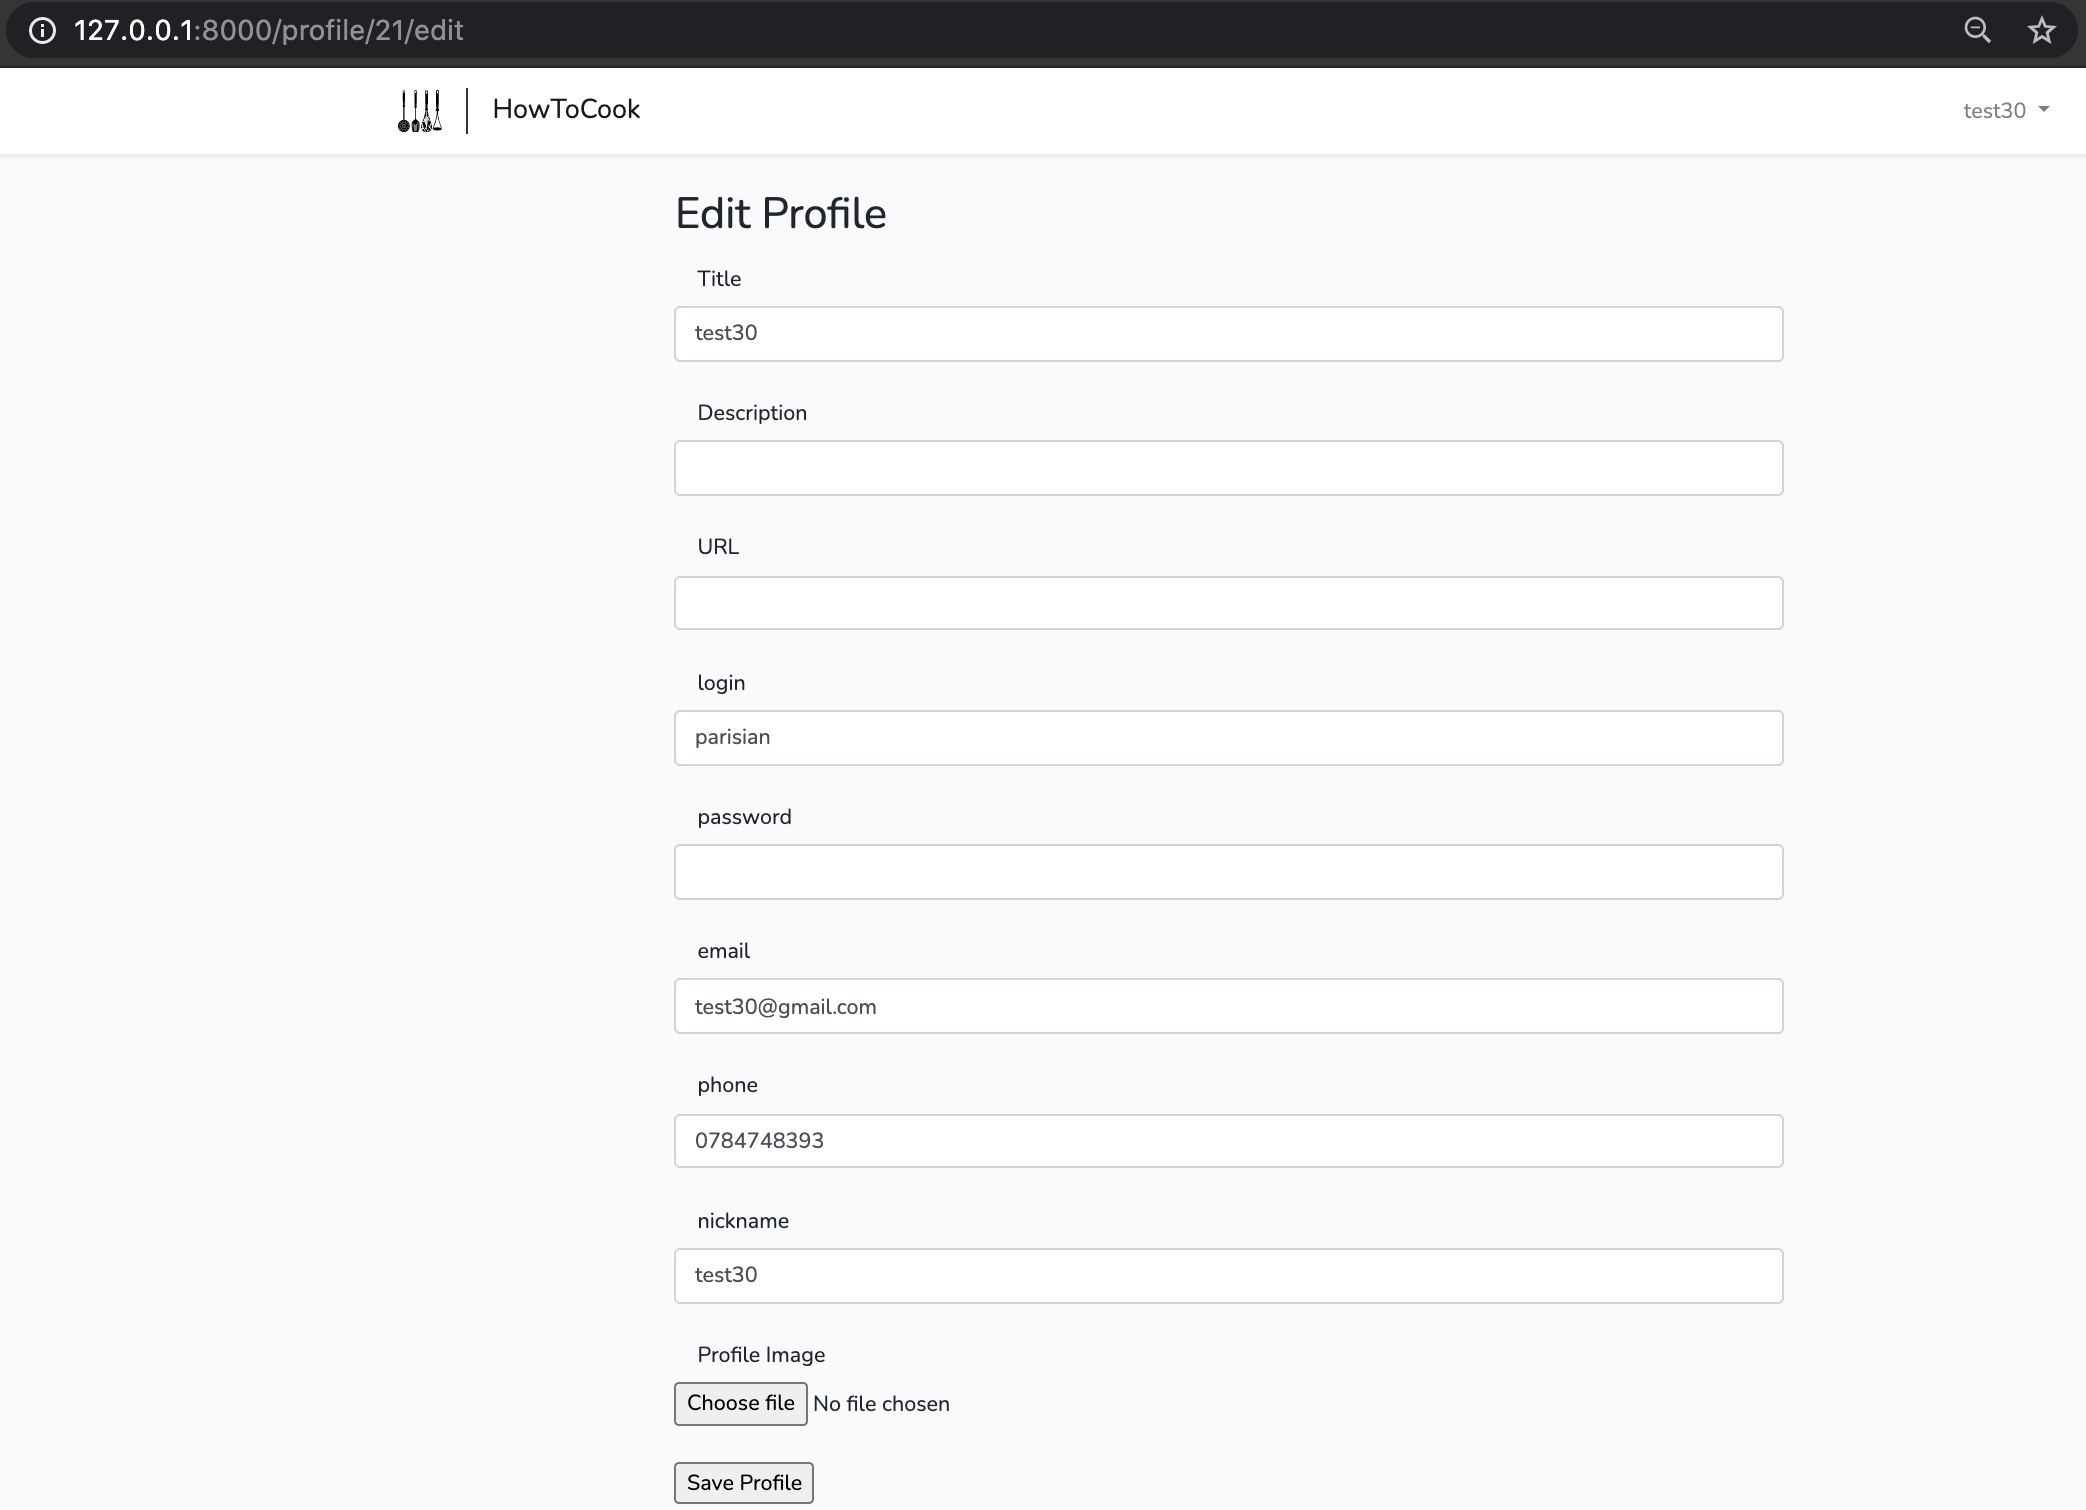 127.0.0.1:8000/profile/21/edit
HowToCook
test30
Edit Profile
Title
test30
Description
URL
login
parisian
password
email
test30@gmail.com
phone
0784748393
nickname
test30
Profile Image
Choose file No file chosen
Save Profile